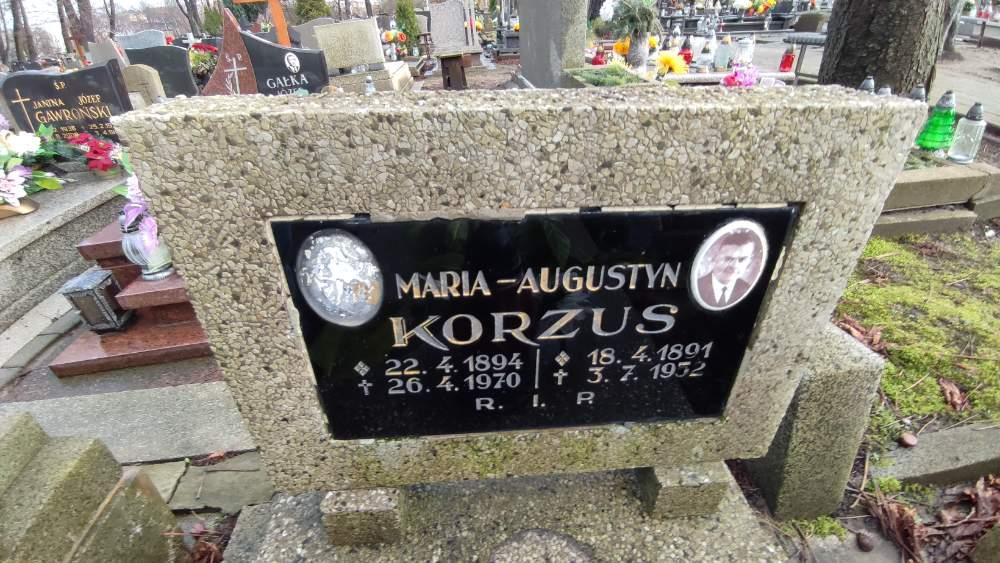 GAŁKA
Ś.P.
JANINA JÓZEF
GAWROŃSKI
MARIA - AUGUSTYN
KORZUS
22. 4. 1894 18. 4. 1891
26. 4. 1970 3. 7. 1952
R. I. P.